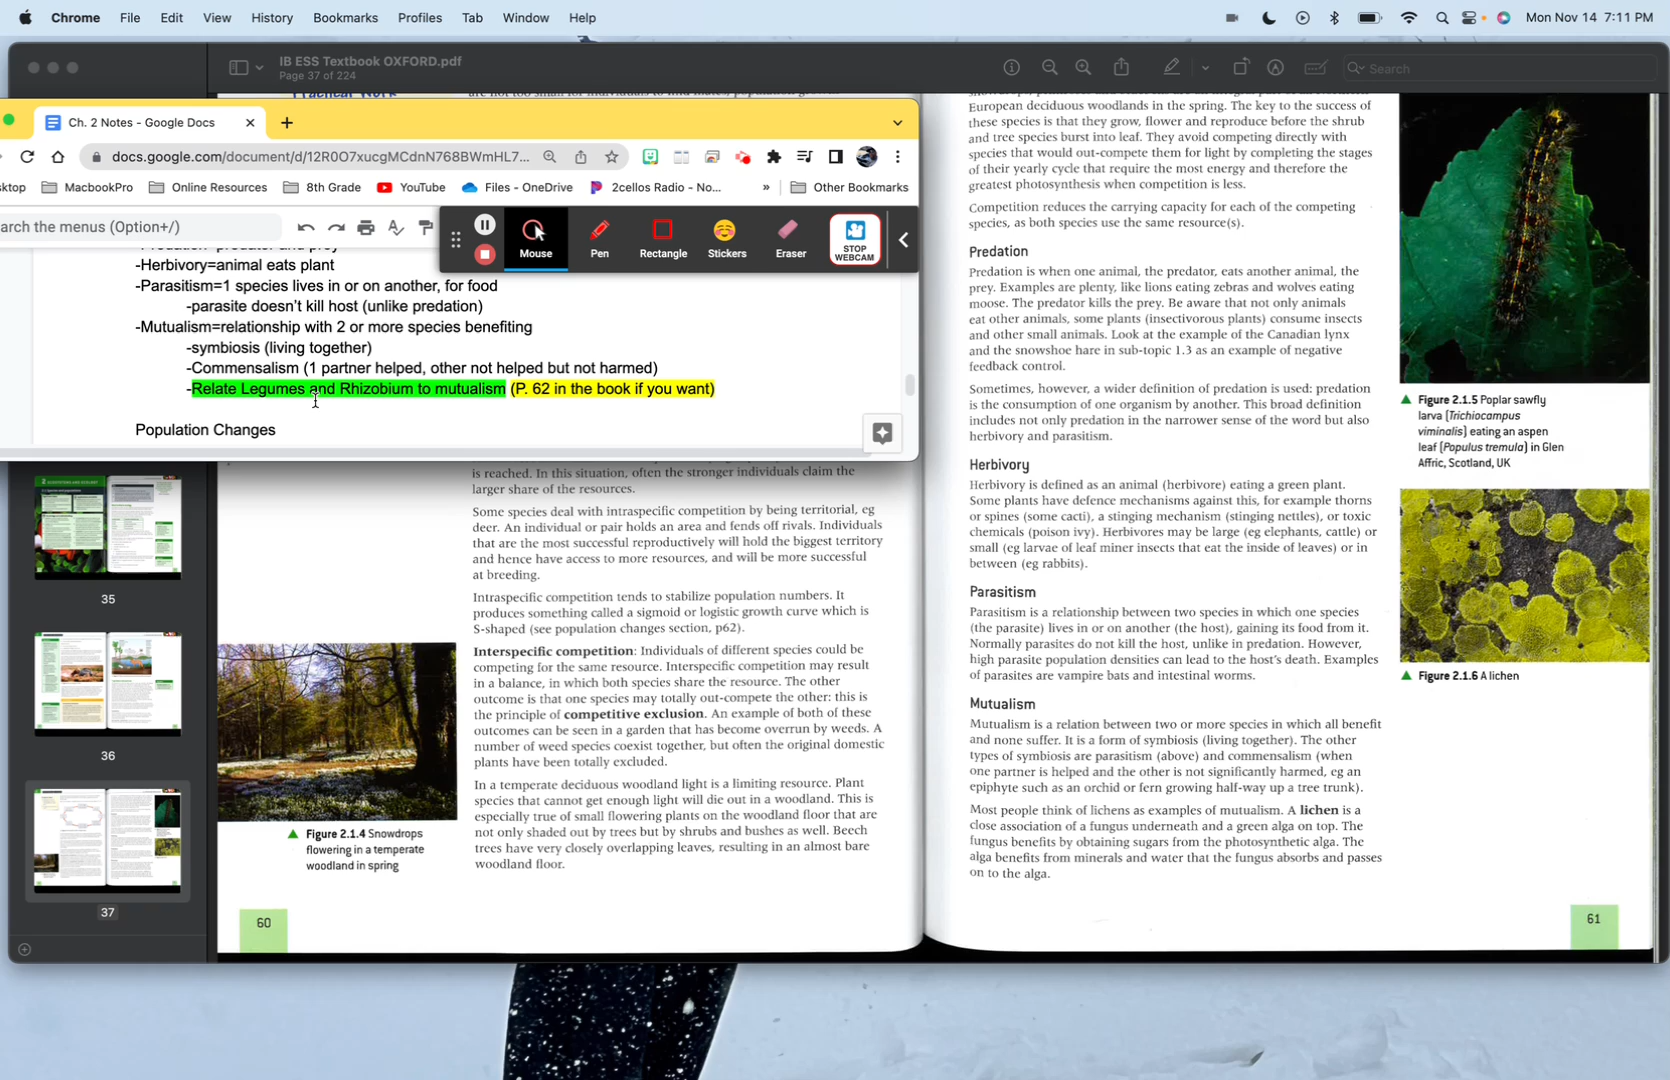 Chrome File Edit View History Bookmarks Profiles Tab Window Help Mon Nov 14 7:11 PM
IB ESS Textbook OXFORD.pdf
Page 37 of 224
Search
Ch. 2 Notes - Google Docs
docs.google.com/document/d/12R0O7xucgMCdnN768BWmHL7...
MacbookPro Online Resources 8th Grade YouTube Files - OneDrive 2cellos Radio - No... » Other Bookmarks
arch the menus (Option+/)
Mouse Pen Rectangle Stickers Eraser STOP WEBCAM
-Herbivory=animal eats plant
-Parasitism=1 species lives in or on another, for food
-parasite doesn't kill host (unlike predation)
-Mutualism=relationship with 2 or more species benefiting
-symbiosis (living together)
-Commensalism (1 partner helped, other not helped but not harmed)
-Relate Legumes and Rhizobium to mutualism (P. 62 in the book if you want)
Population Changes
35
36
37
is reached. In this situation, often the stronger individuals claim the
larger share of the resources.
Some species deal with intraspecific competition by being territorial, eg
deer. An individual or pair holds an area and fends off rivals. Individuals
that are the most successful reproductively will hold the biggest territory
and hence have access to more resources, and will be more successful
at breeding.
Intraspecific competition tends to stabilize population numbers. It
produces something called a sigmoid or logistic growth curve which is
S-shaped (see population changes section, p62).
Interspecific competition: Individuals of different species could be
competing for the same resource. Interspecific competition may result
in a balance, in which both species share the resource. The other
outcome is that one species may totally out-compete the other: this is
the principle of competitive exclusion. An example of both of these
outcomes can be seen in a garden that has become overrun by weeds. A
number of weed species coexist together, but often the original domestic
plants have been totally excluded.
In a temperate deciduous woodland light is a limiting resource. Plant
species that cannot get enough light will die out in a woodland. This is
especially true of small flowering plants on the woodland floor that are
not only shaded out by trees but by shrubs and bushes as well. Beech
trees have very closely overlapping leaves, resulting in an almost bare
woodland floor.
Figure 2.1.4 Snowdrops
flowering in a temperate
woodland in spring
60
European deciduous woodlands in the spring. The key to the success of
these species is that they grow, flower and reproduce before the shrub
and tree species burst into leaf. They avoid competing directly with
species that would out-compete them for light by completing the stages
of their yearly cycle that require the most energy and therefore the
greatest photosynthesis when competition is less.
Competition reduces the carrying capacity for each of the competing
species, as both species use the same resource(s).
Predation
Predation is when one animal, the predator, eats another animal, the
prey. Examples are plenty, like lions eating zebras and wolves eating
moose. The predator kills the prey. Be aware that not only animals
eat other animals, some plants (insectivorous plants) consume insects
and other small animals. Look at the example of the Canadian lynx
and the snowshoe hare in sub-topic 1.3 as an example of negative
feedback control.
Sometimes, however, a wider definition of predation is used: predation
is the consumption of one organism by another. This broad definition
includes not only predation in the narrower sense of the word but also
herbivory and parasitism.
Herbivory
Herbivory is defined as an animal (herbivore) eating a green plant.
Some plants have defence mechanisms against this, for example thorns
or spines (some cacti), a stinging mechanism (stinging nettles), or toxic
chemicals (poison ivy). Herbivores may be large (eg elephants, cattle) or
small (eg larvae of leaf miner insects that eat the inside of leaves) or in
between (eg rabbits).
Parasitism
Parasitism is a relationship between two species in which one species
(the parasite) lives in or on another (the host), gaining its food from it.
Normally parasites do not kill the host, unlike in predation. However,
high parasite population densities can lead to the host's death. Examples
of parasites are vampire bats and intestinal worms.
Mutualism
Mutualism is a relation between two or more species in which all benefit
and none suffer. It is a form of symbiosis (living together). The other
types of symbiosis are parasitism (above) and commensalism (when
one partner is helped and the other is not significantly harmed, eg an
epiphyte such as an orchid or fern growing half-way up a tree trunk).
Most people think of lichens as examples of mutualism. A lichen is a
close association of a fungus underneath and a green alga on top. The
fungus benefits by obtaining sugars from the photosynthetic alga. The
alga benefits from minerals and water that the fungus absorbs and passes
on to the alga.
Figure 2.1.5 Poplar sawfly
larva (Trichiocampus
viminalis) eating an aspen
leaf (Populus tremula) in Glen
Affric, Scotland, UK
Figure 2.1.6 A lichen
61